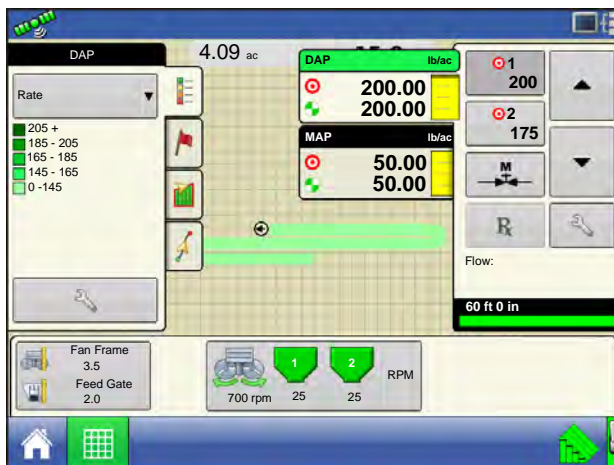 DAP
4.09 ac
Rate
205 +
185 - 205
165 - 185
145 - 165
0 -145
DAP lb/ac
200.00
200.00
MAP lb/ac
50.00
50.00
1
200
2
175
M
Rx
Flow:
60 ft 0 in
Fan Frame
3.5
Feed Gate
2.0
700 rpm
1
25
2
25
RPM